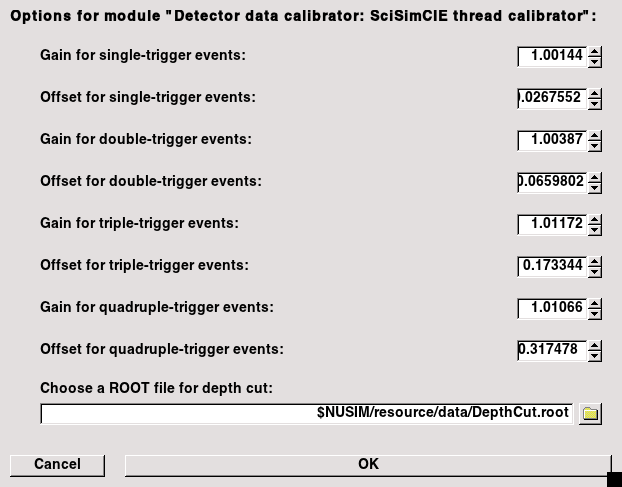 Options for module "Detector data calibrator: SciSimCIE thread calibrator":
Gain for single-trigger events: 1.00144
Offset for single-trigger events: .0267552
Gain for double-trigger events: 1.00387
Offset for double-trigger events: 0.0659802
Gain for triple-trigger events: 1.01172
Offset for triple-trigger events: 0.173344
Gain for quadruple-trigger events: 1.01066
Offset for quadruple-trigger events: 0.317478
Choose a ROOT file for depth cut:
$NUSIM/resource/data/DepthCut.root
Cancel OK